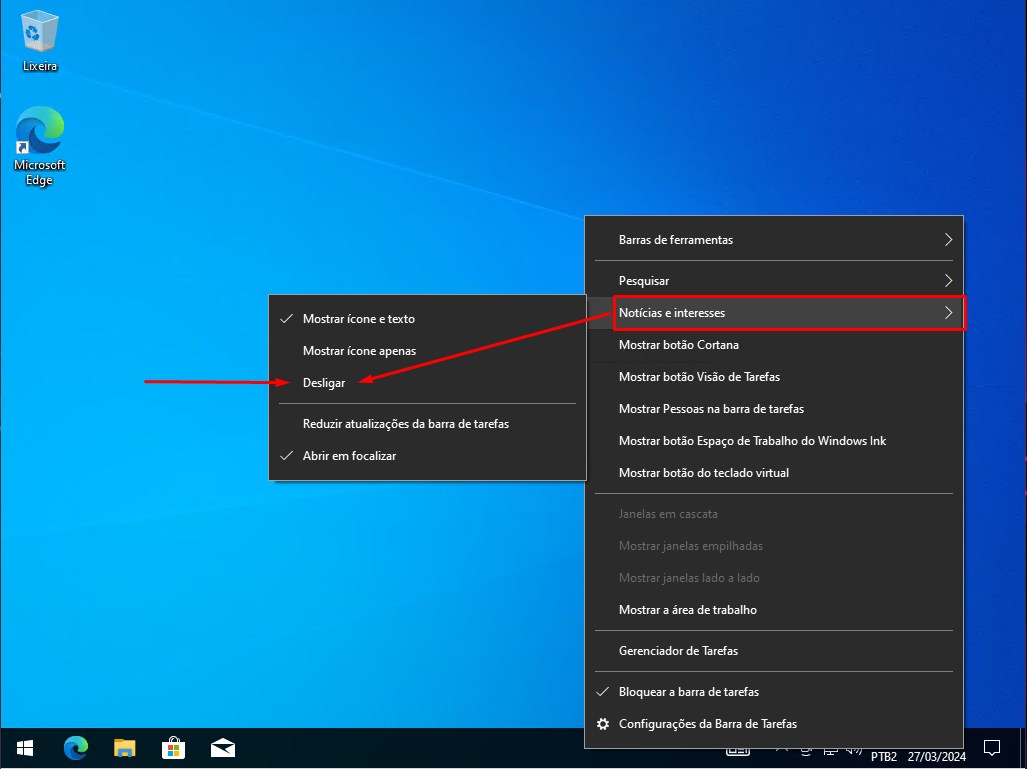 Lixeira
Microsoft
Edge
Barras de ferramentas
Pesquisar
Notícias e interesses
Mostrar botão Cortana
Mostrar botão Visão de Tarefas
Mostrar Pessoas na barra de tarefas
Mostrar botão Espaço de Trabalho do Windows Ink
Mostrar botão do teclado virtual
Janelas em cascata
Mostrar janelas empilhadas
Mostrar janelas lado a lado
Mostrar a área de trabalho
Gerenciador de Tarefas
Bloquear a barra de tarefas
Configurações da Barra de Tarefas
Mostrar ícone e texto
Mostrar ícone apenas
Desligar
Reduzir atualizações da barra de tarefas
Abrir em focalizar
PTB2 27/03/2024